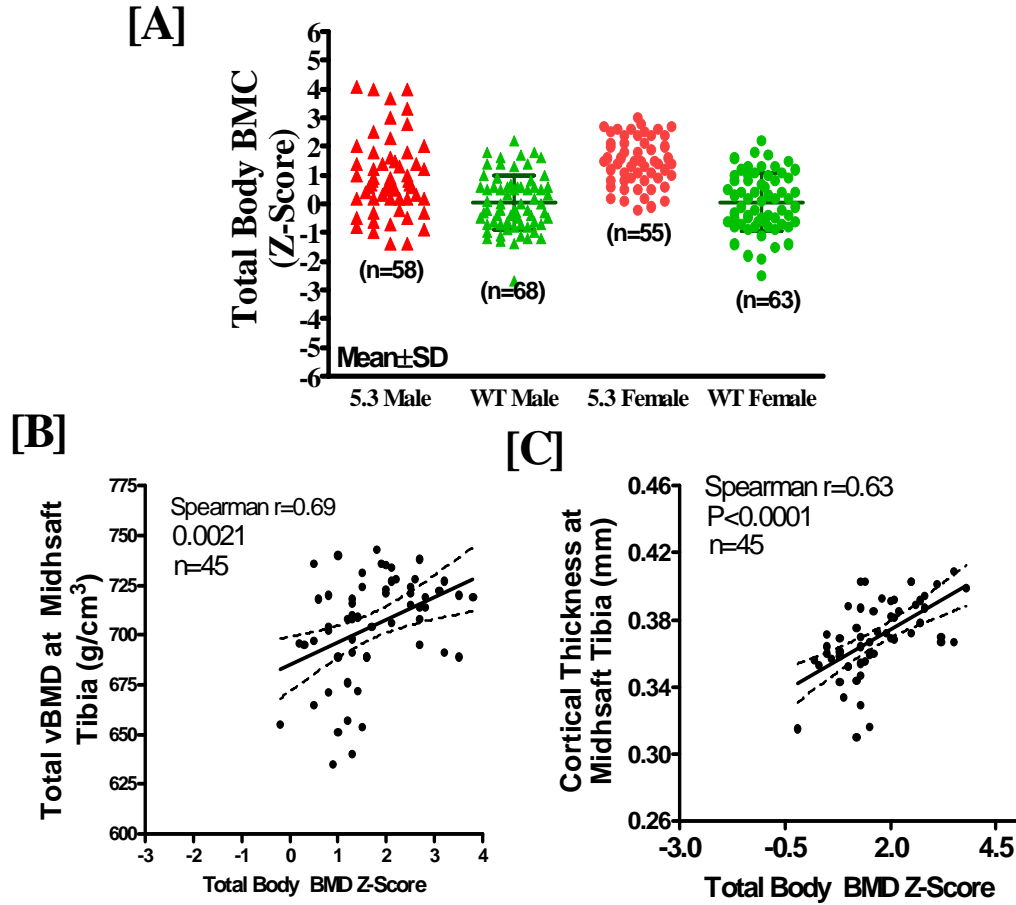 [A]
Total Body BMC
(Z-Score)
6
5
4
3
2
1
0
-1
-2
-3
-4
-5
-6
(n=58)
(n=68)
(n=55)
(n=63)
Mean±SD
5.3 Male
WT Male
5.3 Female
WT Female
[B]
Total vBMD at Midhsaft
Tibia (g/cm3)
775
750
725
700
675
650
625
600
Spearman r=0.69
0.0021
n=45
-3
-1
0
1
2
3
4
Total Body BMD Z-Score
[C]
Cortical Thickness at
Midhsaft Tibia (mm)
0.46
0.42
0.38
0.34
0.30
0.26
Spearman r=0.63
P<0.0001
n=45
-3.0
-0.5
2.0
4.5
Total Body BMD Z-Score